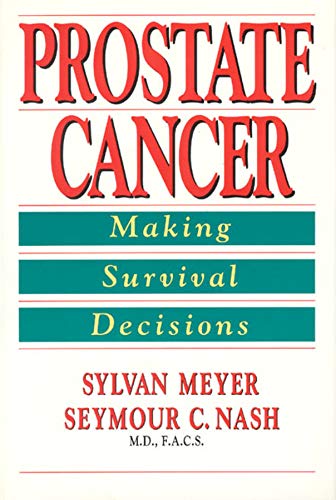 PROSTATE
CANCER
Making
Survival
Decisions
SYLVAN MEYER
SEYMOUR C. NASH
M.D., F.A.C.S.